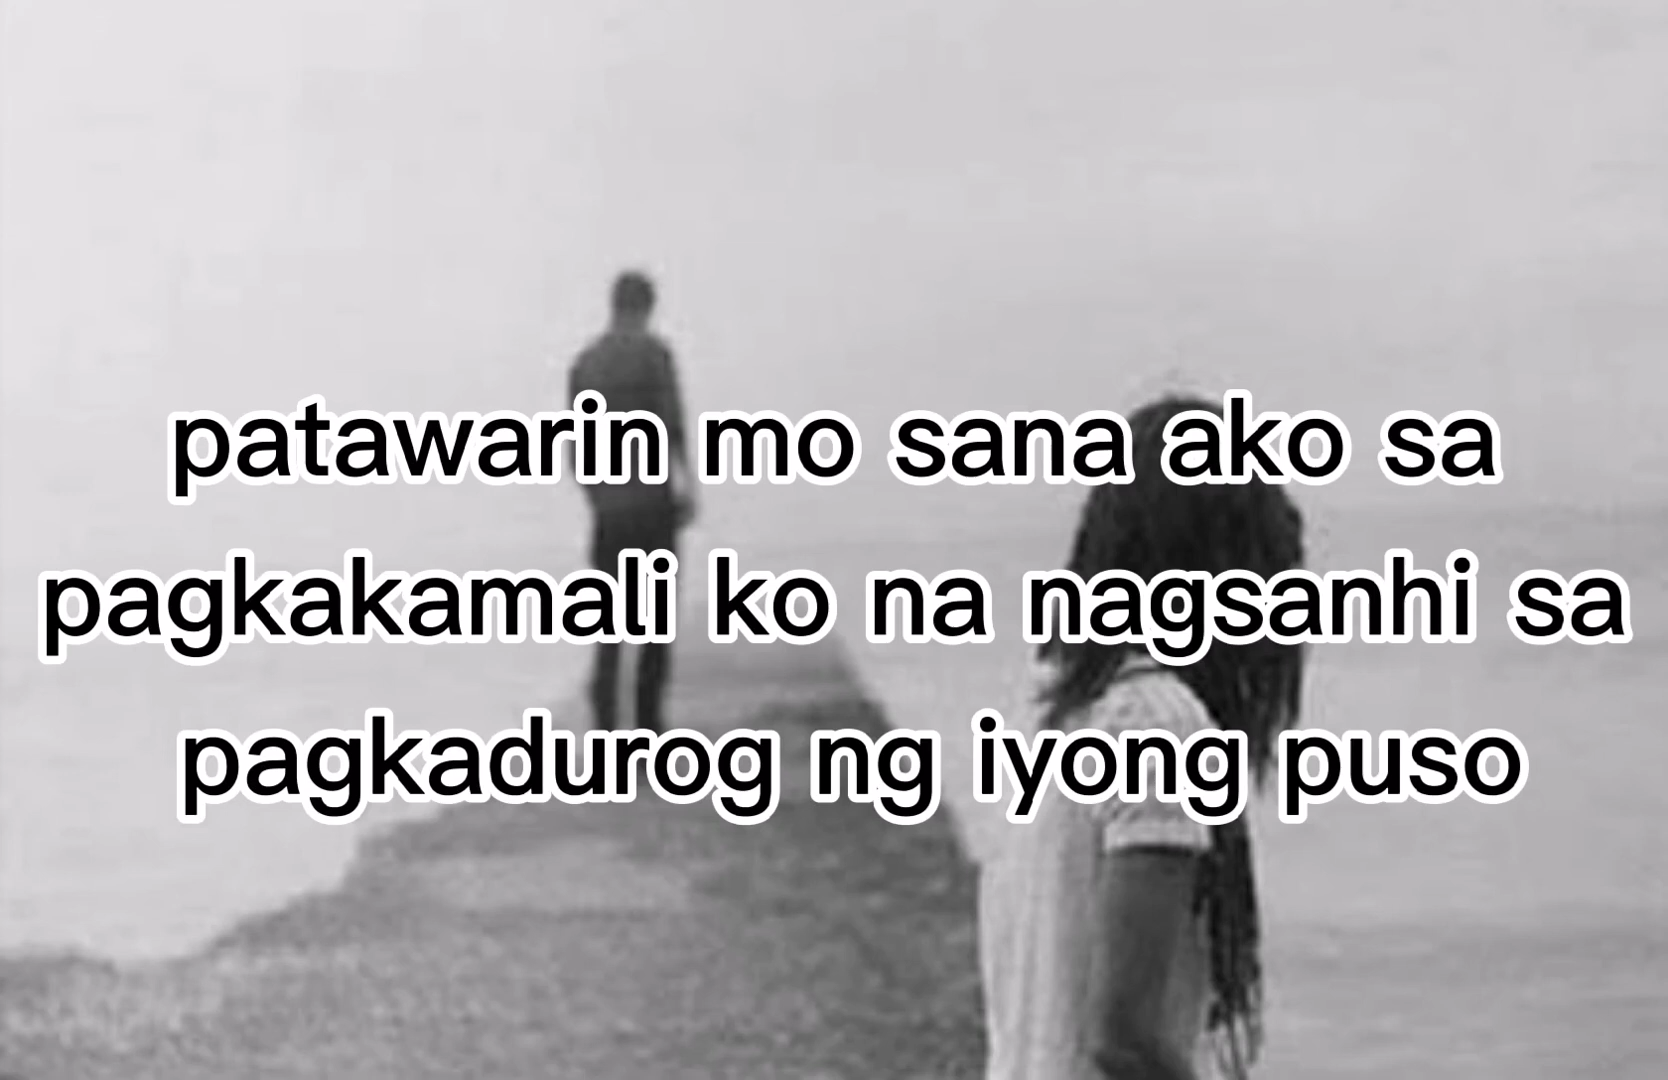 patawarin mo sana ako sa
pagkakamali ko na nagsanhi sa
pagkadurog ng iyong puso